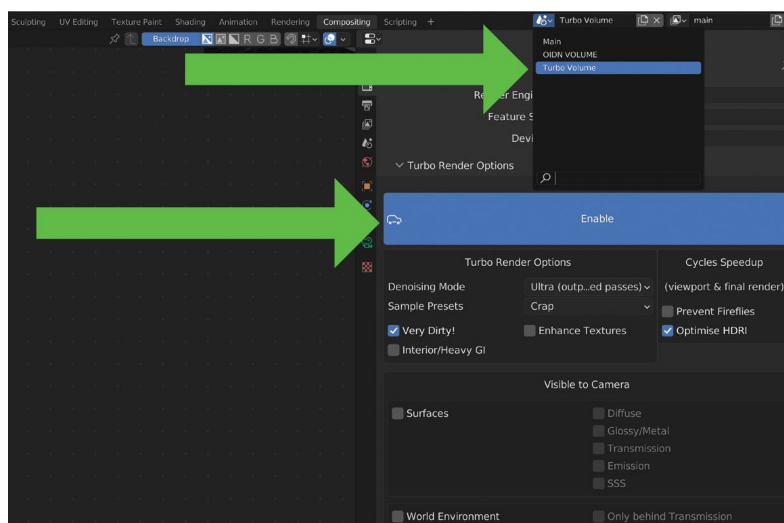 Sculpting UV Editing Texture Paint Shading Animation Rendering Compositing Scripting + Turbo Volume main
Backdrop R G B
Main
OIDN VOLUME
Turbo Volume
Feature S
Devi
Turbo Render Options
Enable
Turbo Render Options Cycles Speedup
Denoising Mode Ultra (outp...ed passes) (viewport & final render)
Sample Presets Crap Prevent Fireflies
Very Dirty! Enhance Textures Optimise HDRI
Interior/Heavy GI
Visible to Camera
Surfaces Diffuse
Glossy/Metal
Transmission
Emission
SSS
World Environment Only behind Transmission